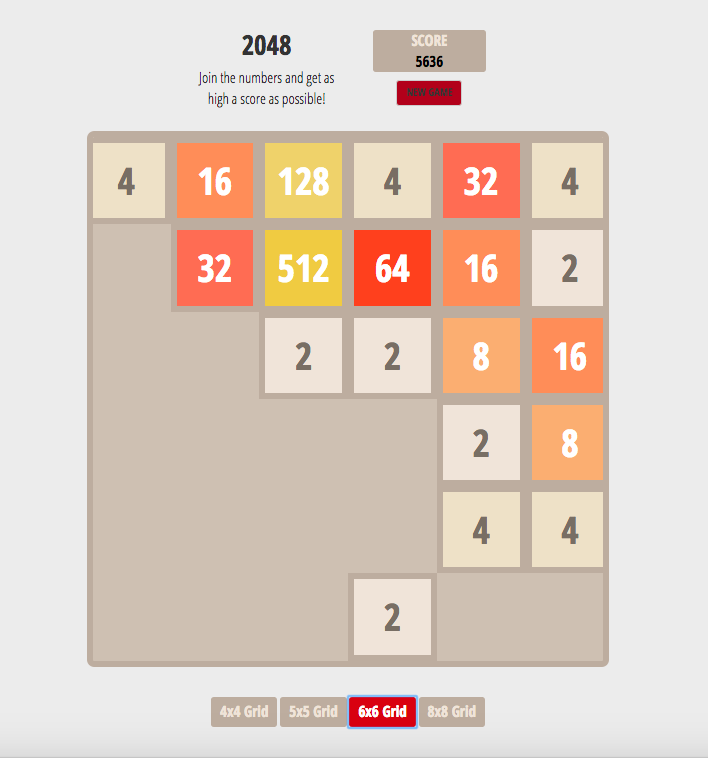 2048
Join the numbers and get as
high a score as possible!
SCORE
5636
4 16 128 4 32 4
32 512 64 16 2
2 2 8 16
2 8
4 4
2
4x4 Grid 5x5 Grid 6x6 Grid 8x8 Grid